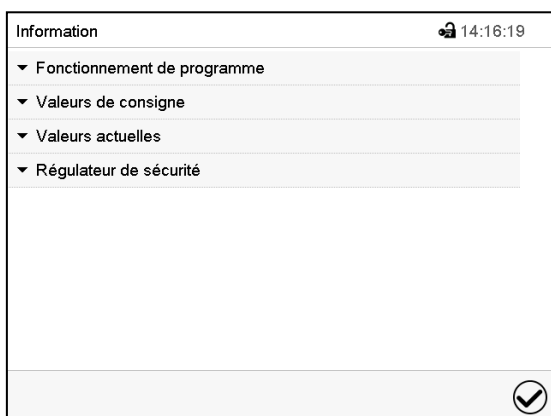 Information 14:16:19
Fonctionnement de programme
Valeurs de consigne
Valeurs actuelles
Régulateur de sécurité